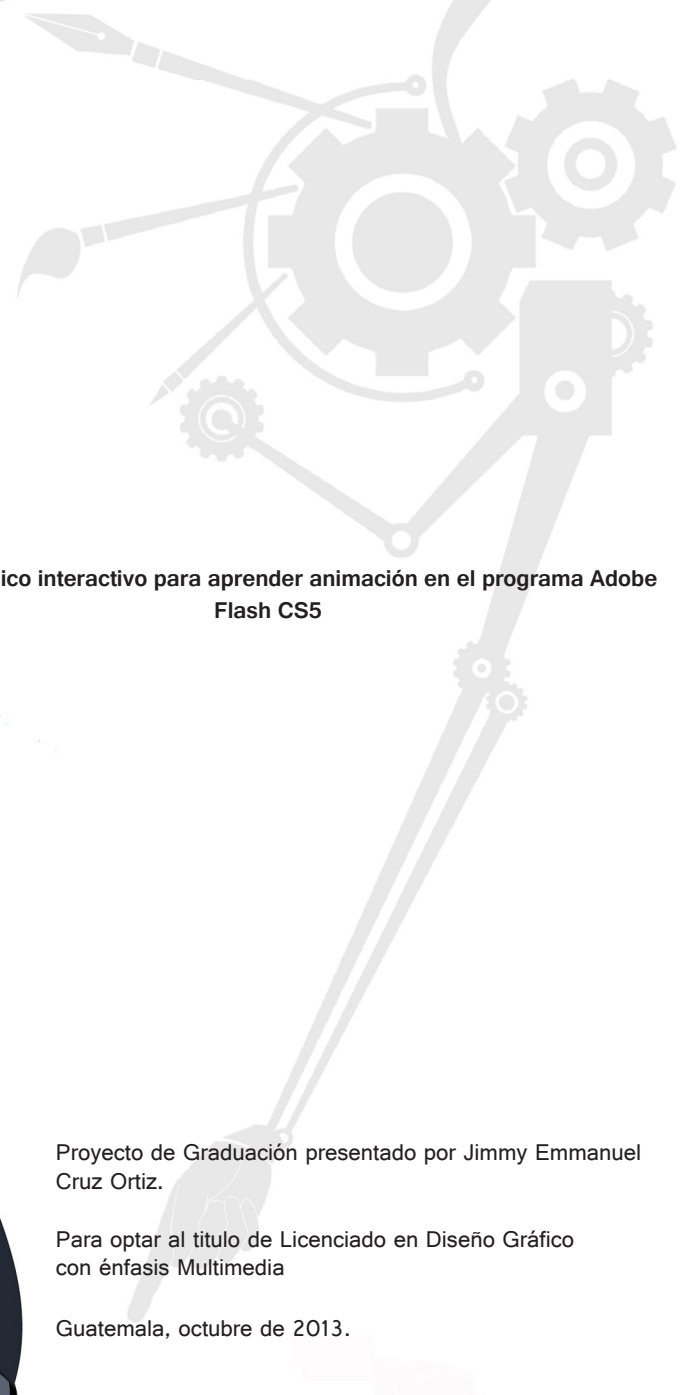 ico interactivo para aprender animación en el programa Adobe
Flash CS5
Proyecto de Graduación presentado por Jimmy Emmanuel
Cruz Ortiz.
Para optar al titulo de Licenciado en Diseño Gráfico
con énfasis Multimedia
Guatemala, octubre de 2013.